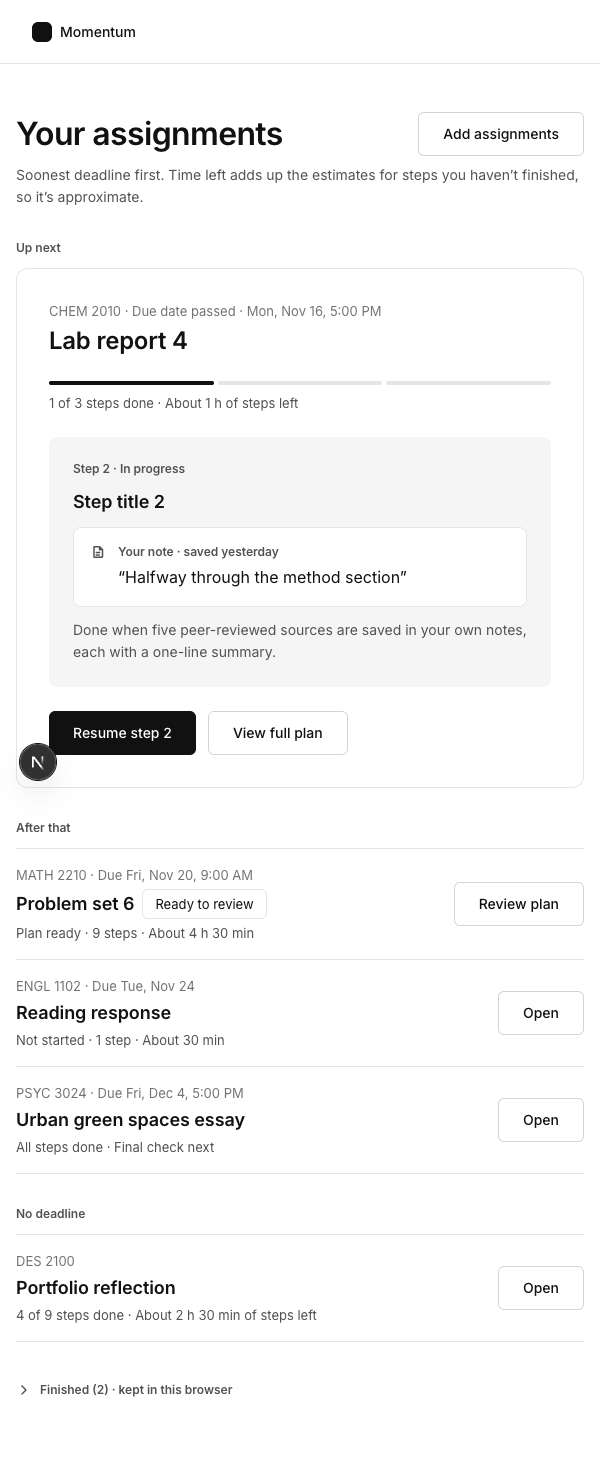 Momentum
Your assignments
Add assignments
Soonest deadline first. Time left adds up the estimates for steps you haven’t finished,
so it’s approximate.
Up next
CHEM 2010 · Due date passed · Mon, Nov 16, 5:00 PM
Lab report 4
1 of 3 steps done · About 1 h of steps left
Step 2 · In progress
Step title 2
Your note · saved yesterday
“Halfway through the method section”
Done when five peer-reviewed sources are saved in your own notes,
each with a one-line summary.
Resume step 2
View full plan
N
After that
MATH 2210 · Due Fri, Nov 20, 9:00 AM
Problem set 6
Ready to review
Plan ready · 9 steps · About 4 h 30 min
Review plan
ENGL 1102 · Due Tue, Nov 24
Reading response
Not started · 1 step · About 30 min
Open
PSYC 3024 · Due Fri, Dec 4, 5:00 PM
Urban green spaces essay
All steps done · Final check next
Open
No deadline
DES 2100
Portfolio reflection
4 of 9 steps done · About 2 h 30 min of steps left
Open
Finished (2) · kept in this browser